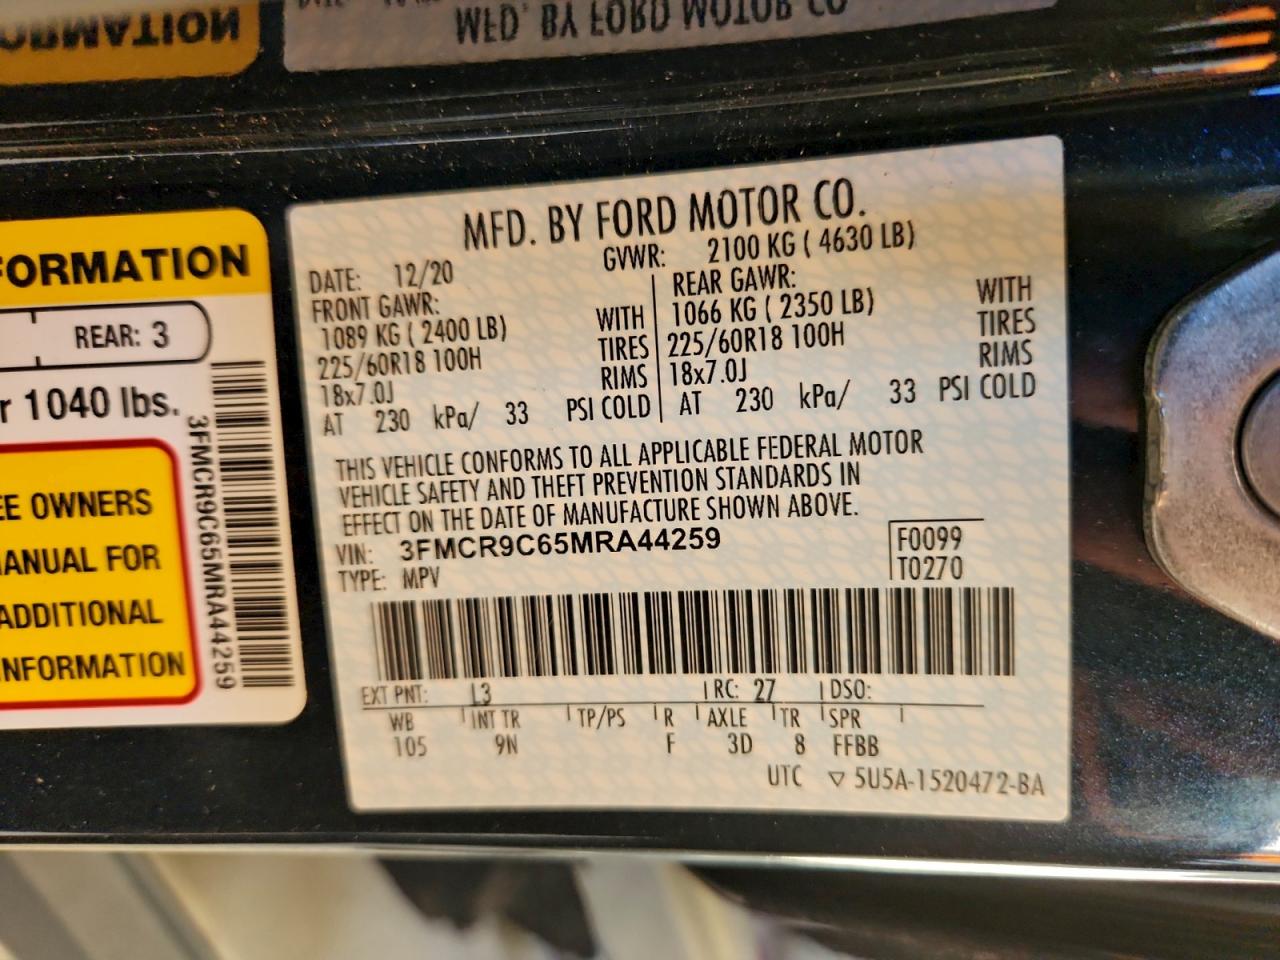 MFD. BY FORD MOTOR CO.
FORMATION
REAR: 3
r 1040 lbs.
EE OWNERS
ANUAL FOR
ADDITIONAL
NFORMATION
3FMCR9C65MRA44259
MFD. BY FORD MOTOR CO.
DATE: 12/20 GVWR: 2100 KG ( 4630 LB)
FRONT GAWR: REAR GAWR:
1089 KG ( 2400 LB) WITH 1066 KG ( 2350 LB) WITH
225/60R18 100H TIRES 225/60R18 100H TIRES
18x7.0J RIMS 18x7.0J RIMS
AT 230 kPa/ 33 PSI COLD AT 230 kPa/ 33 PSI COLD
THIS VEHICLE CONFORMS TO ALL APPLICABLE FEDERAL MOTOR
VEHICLE SAFETY AND THEFT PREVENTION STANDARDS IN
EFFECT ON THE DATE OF MANUFACTURE SHOWN ABOVE.
VIN: 3FMCR9C65MRA44259 F0099
TYPE: MPV T0270
EXT PNT: L3 RC: 27 DSO:
WB INT TR TP/PS R AXLE TR SPR
105 9N F 3D 8 FFBB
UTC ▽ 5U5A-1520472-BA